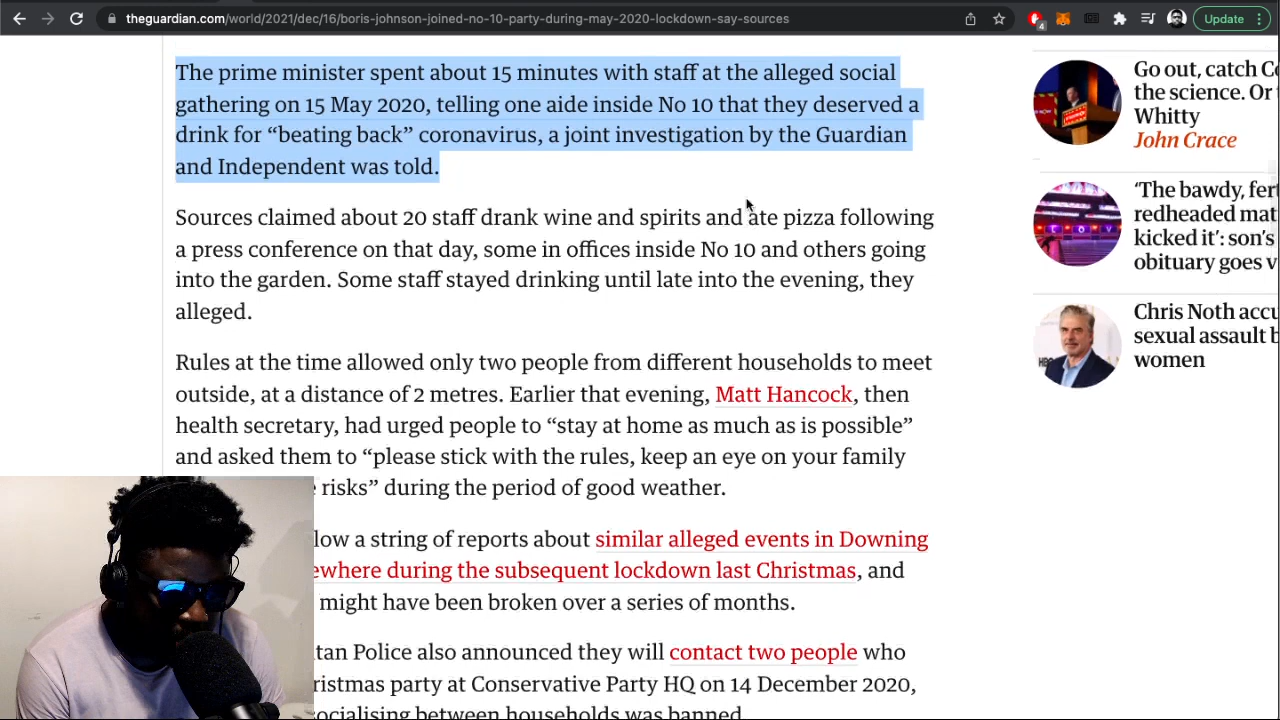 theguardian.com/world/2021/dec/16/boris-johnson-joined-no-10-party-during-may-2020-lockdown-say-sources
4
Update
The prime minister spent about 15 minutes with staff at the alleged social
gathering on 15 May 2020, telling one aide inside No 10 that they deserved a
drink for “beating back” coronavirus, a joint investigation by the Guardian
and Independent was told.
Sources claimed about 20 staff drank wine and spirits and ate pizza following
a press conference on that day, some in offices inside No 10 and others going
into the garden. Some staff stayed drinking until late into the evening, they
alleged.
Rules at the time allowed only two people from different households to meet
outside, at a distance of 2 metres. Earlier that evening, Matt Hancock, then
health secretary, had urged people to “stay at home as much as is possible”
and asked them to “please stick with the rules, keep an eye on your family
risks” during the period of good weather.
low a string of reports about similar alleged events in Downing
ewhere during the subsequent lockdown last Christmas, and
might have been broken over a series of months.
tan Police also announced they will contact two people who
ristmas party at Conservative Party HQ on 14 December 2020,
ocialising between households was banned.
Go out, catch C
the science. Or
Whitty
John Crace
‘The bawdy, fert
redheaded mat
kicked it’: son’s
obituary goes v
Chris Noth accu
sexual assault b
women